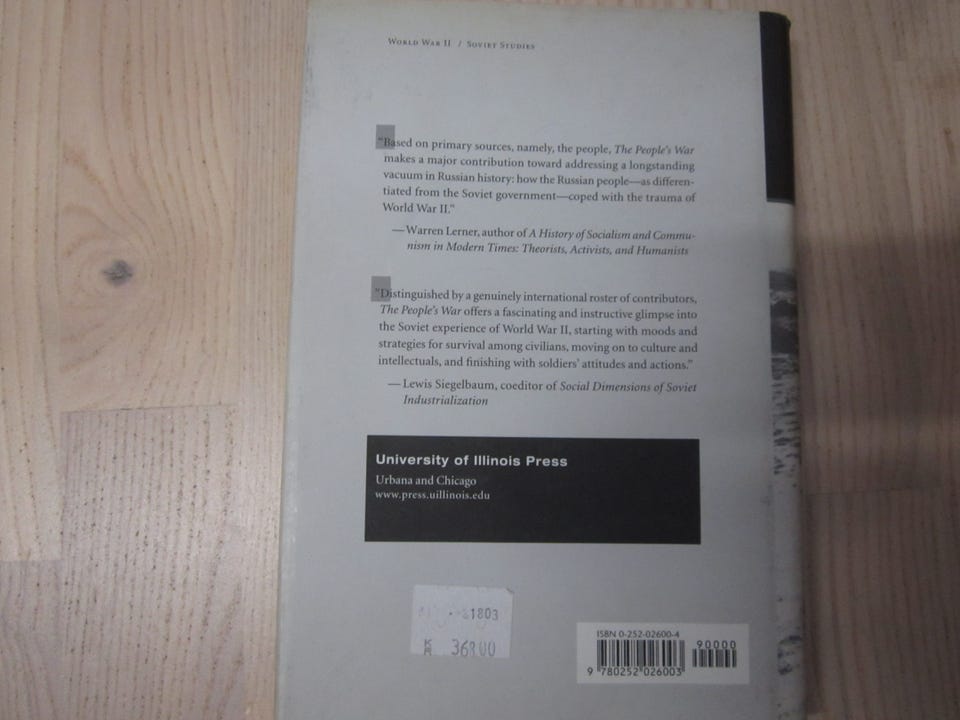 World War II / Soviet Studies
"Based on primary sources, namely, the people, The People's War
makes a major contribution toward addressing a longstanding
vacuum in Russian history: how the Russian people—as differen-
tiated from the Soviet government—coped with the trauma of
World War II."
—Warren Lerner, author of A History of Socialism and Commu-
nism in Modern Times: Theorists, Activists, and Humanists
"Distinguished by a genuinely international roster of contributors,
The People's War offers a fascinating and instructive glimpse into
the Soviet experience of World War II, starting with moods and
strategies for survival among civilians, moving on to culture and
intellectuals, and finishing with soldiers' attitudes and actions."
—Lewis Siegelbaum, coeditor of Social Dimensions of Soviet
Industrialization
University of Illinois Press
Urbana and Chicago
www.press.uillinois.edu
1803
368.00
ISBN 0-252-02600-4
90000
9 780252 026003